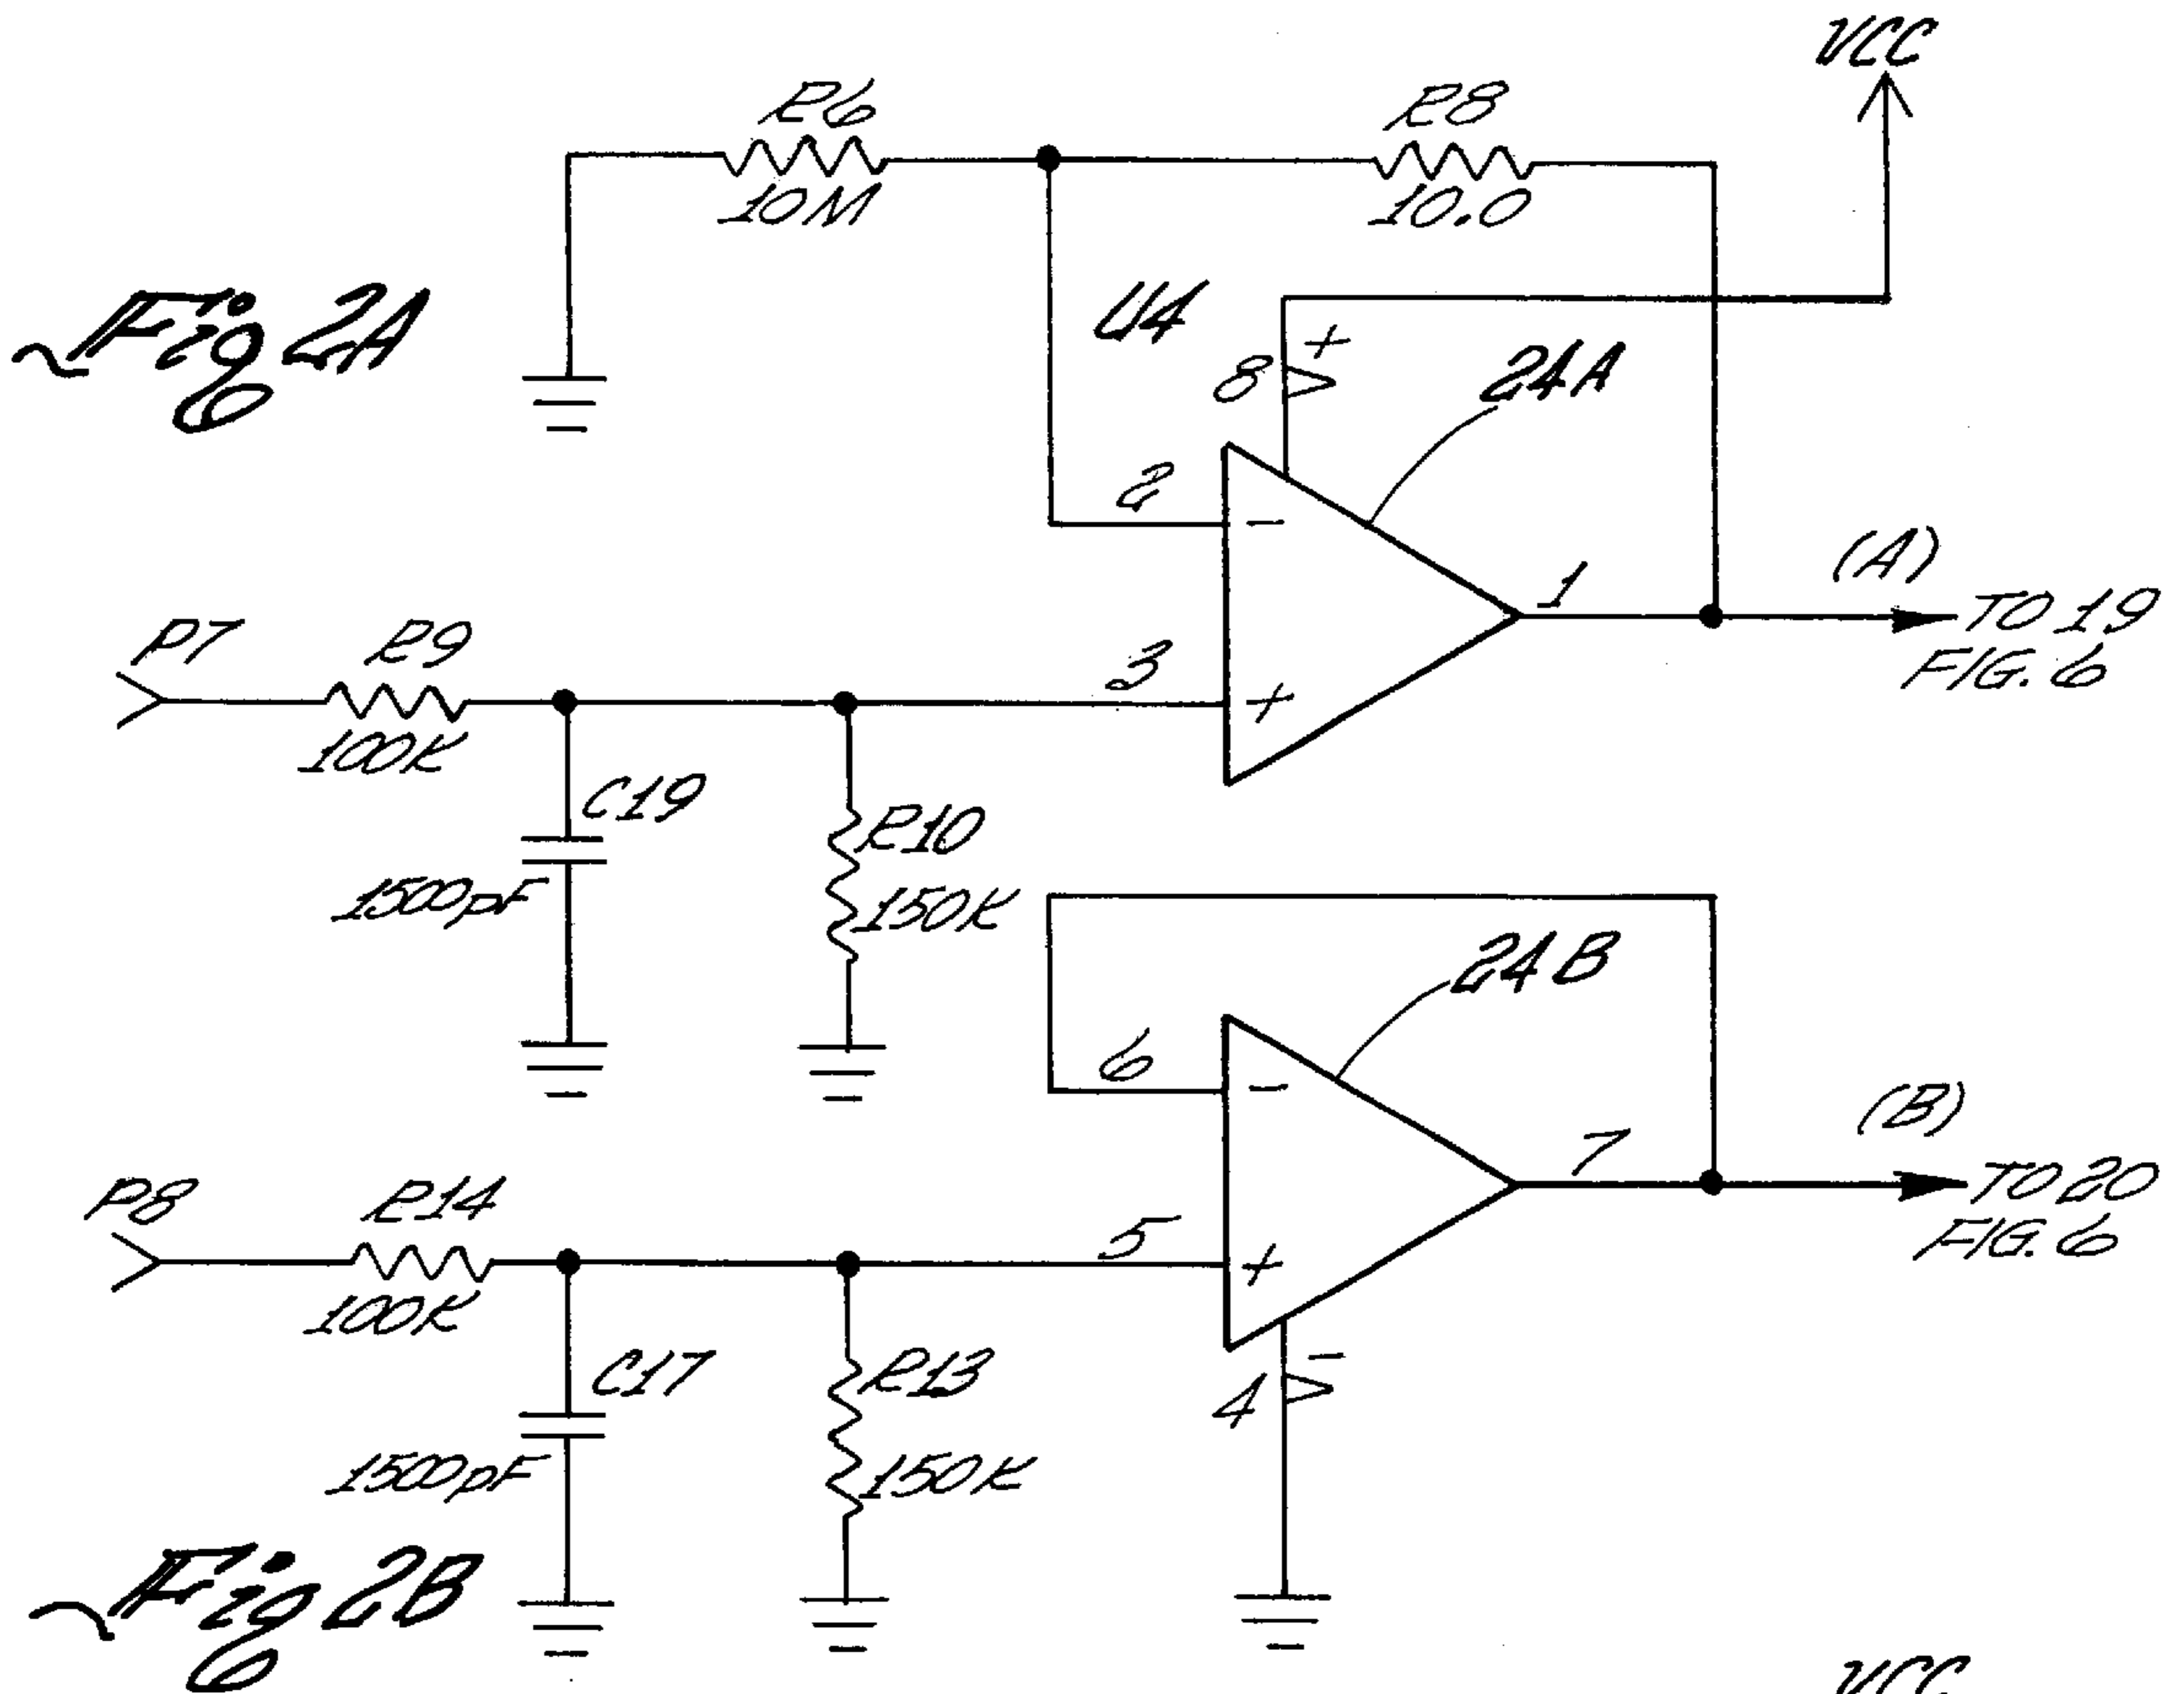 VCC
R6
R8
10M
10.0
Fig 2A
U4
+
8
24A
2
-
(A)
1
TO 19
FIG. 6
P7
R9
3
+
100K
C19
R10
1500pF
150K
24B
6
-
(B)
7
TO 20
FIG. 6
P8
R14
5
+
100K
C17
R13
-
4
1500pF
150K
Fig 2B
VCC